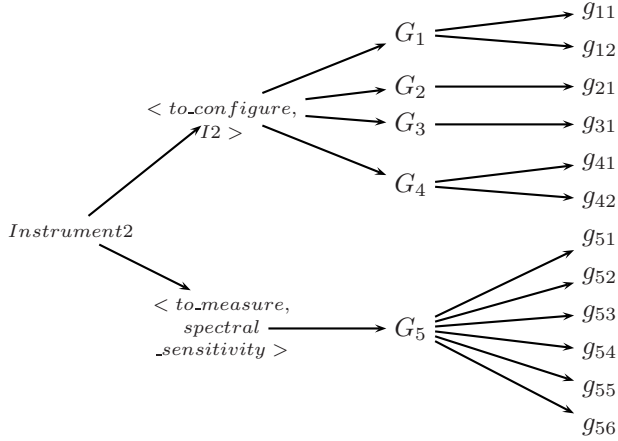 g11
G1
g12
G2
g21
< to_configure,
I2 >
G3
g31
g41
G4
g42
Instrument2
g51
g52
< to_measure,
spectral
_sensitivity >
G5
g53
g54
g55
g56